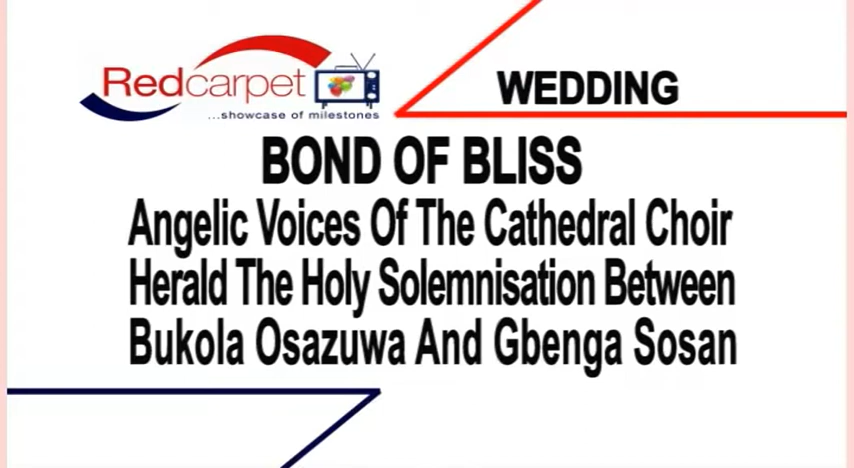 Redcarpet
...showcase of milestones
WEDDING
BOND OF BLISS
Angelic Voices Of The Cathedral Choir
Herald The Holy Solemnisation Between
Bukola Osazuwa And Gbenga Sosan